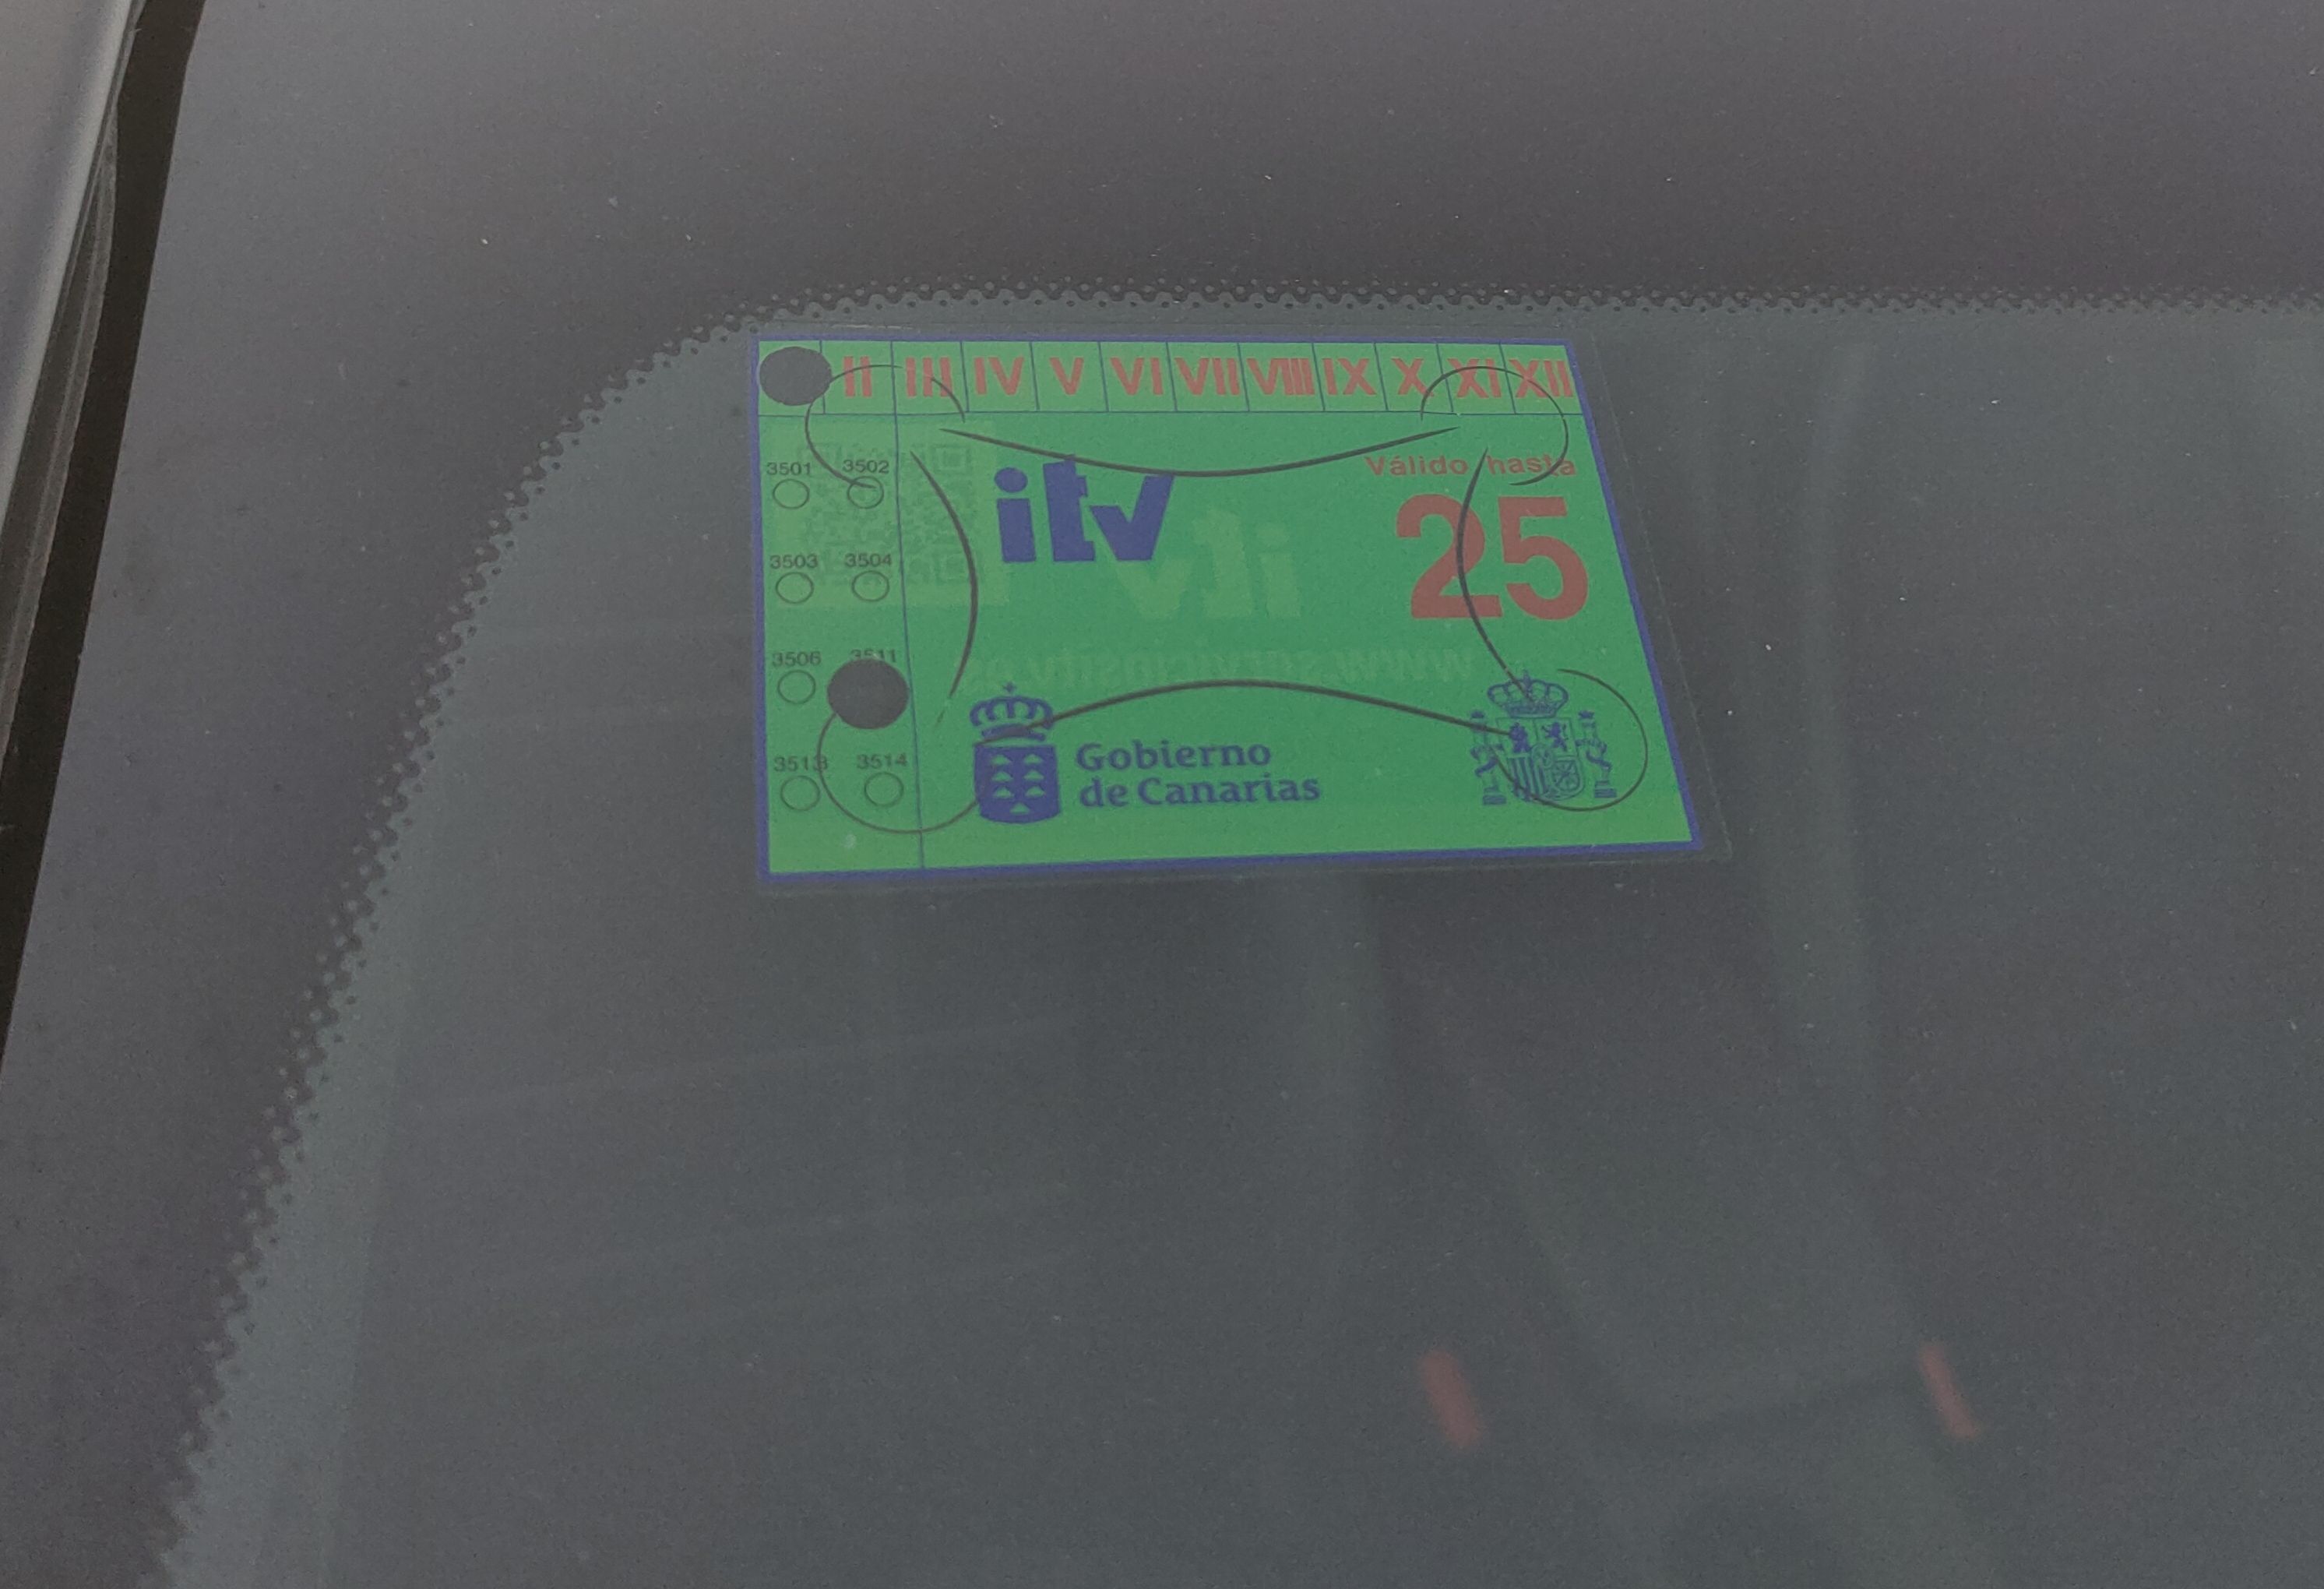 II III IV V VI VII VIII IX X XI XII
3501 3502
Válido hasta
itv
25
3503 3504
3506 3511
3513 3514
Gobierno
de Canarias